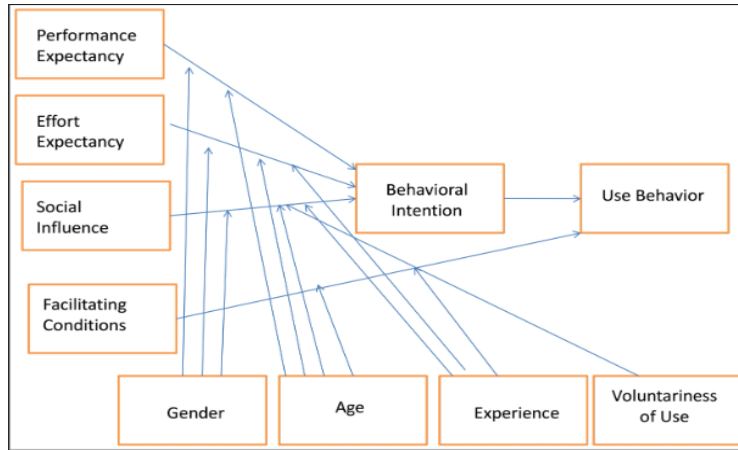 Performance
Expectancy
Effort
Expectancy
Social
Influence
Behavioral
Intention
Use Behavior
Facilitating
Conditions
Gender
Age
Experience
Voluntariness
of Use